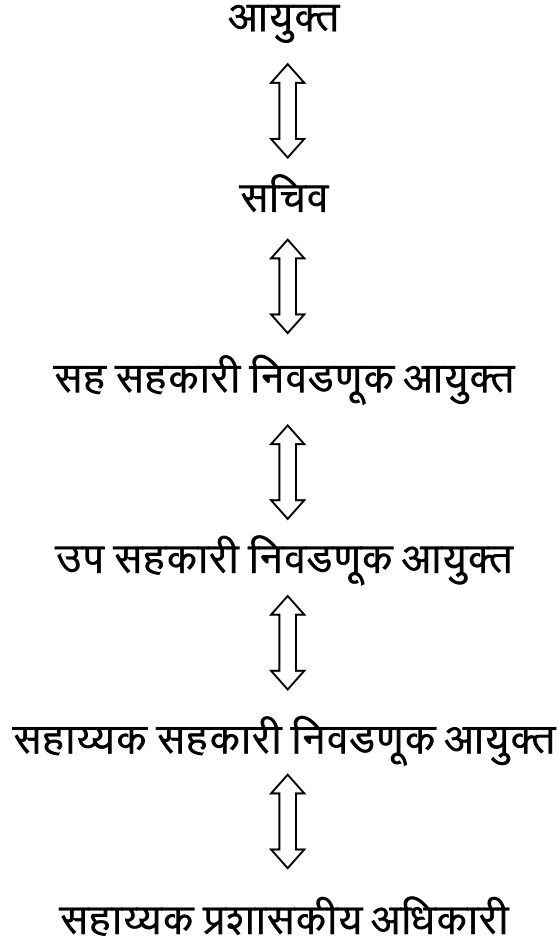 आयुक्त
सचिव
सह सहकारी निवडणूक आयुक्त
उप सहकारी निवडणूक आयुक्त
सहाय्यक सहकारी निवडणूक आयुक्त
सहाय्यक प्रशासकीय अधिकारी